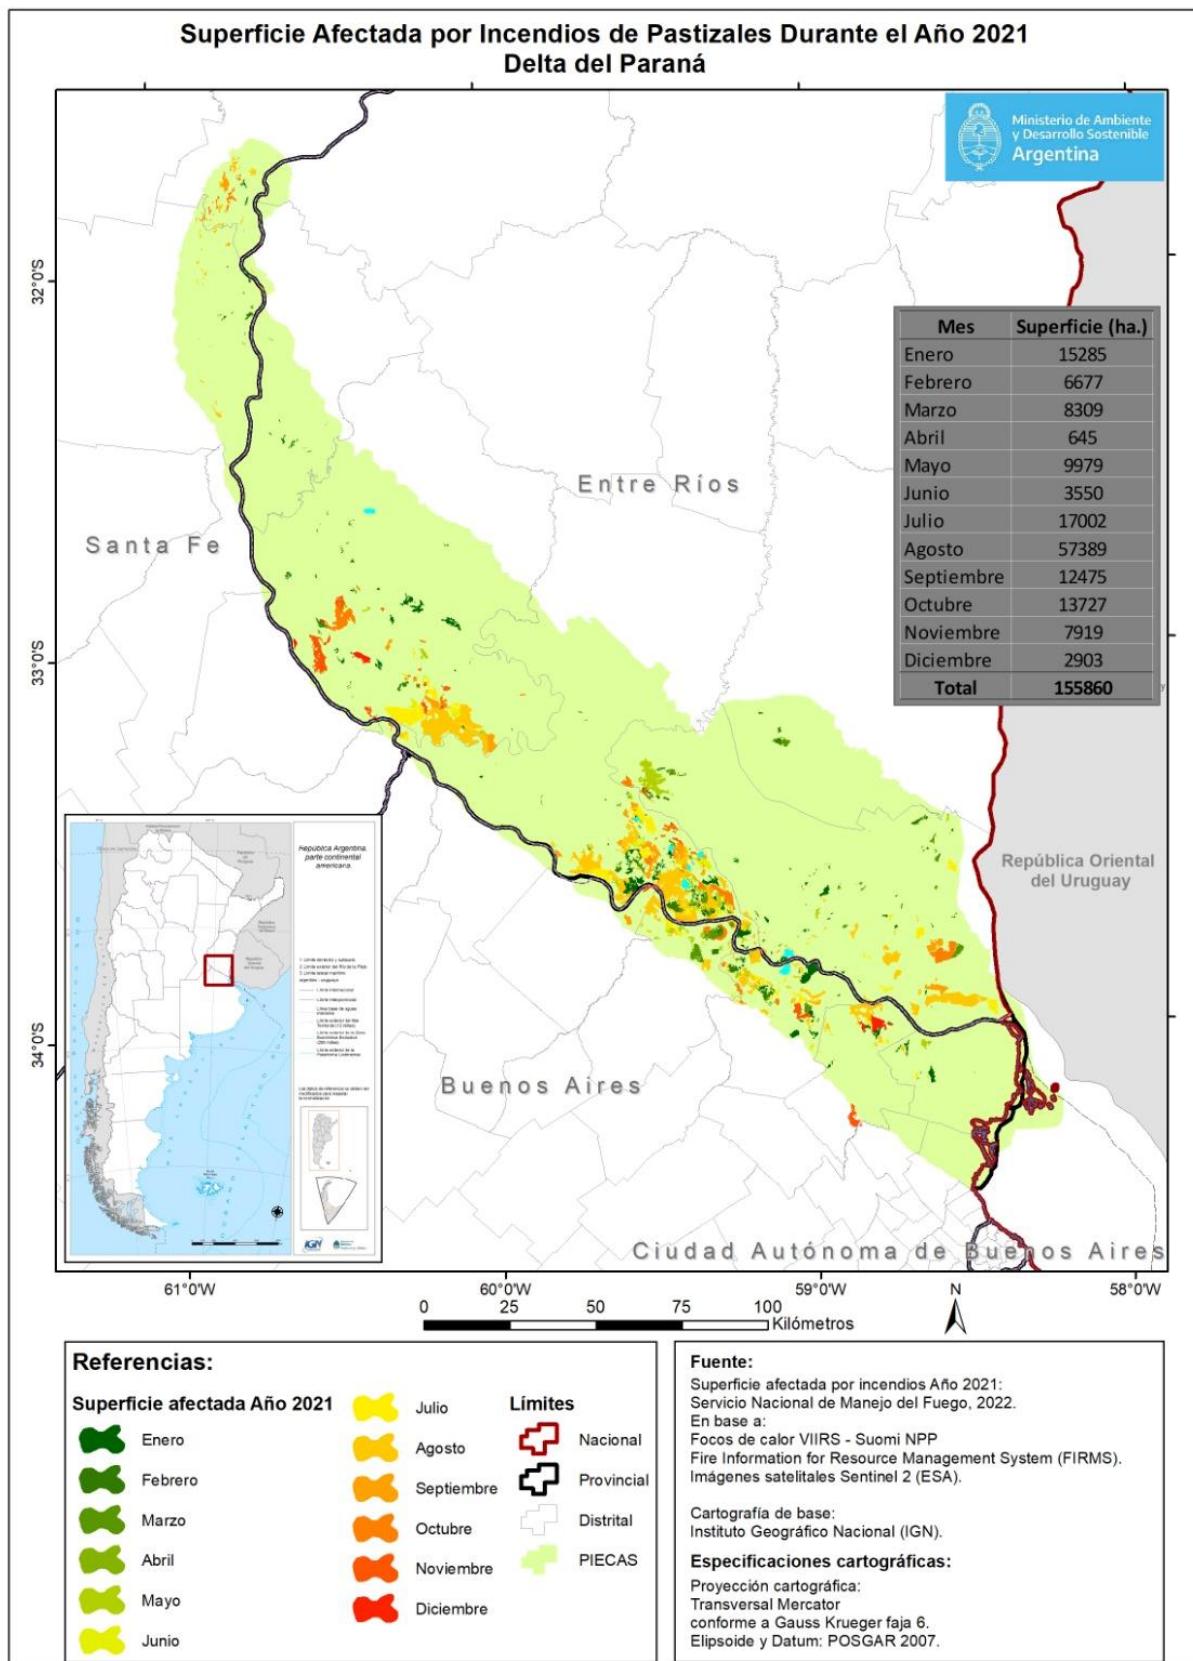 Superficie Afectada por Incendios de Pastizales Durante el Año 2021
Delta del Paraná
Ministerio de Ambiente
y Desarrollo Sostenible
Argentina
32°0'S
33°0'S
34°0'S
Mes Superficie (ha.)
Enero 15285
Febrero 6677
Marzo 8309
Abril 645
Mayo 9979
Junio 3550
Julio 17002
Agosto 57389
Septiembre 12475
Octubre 13727
Noviembre 7919
Diciembre 2903
Total 155860
Entre Ríos
Santa Fe
República Oriental
del Uruguay
Buenos Aires
Ciudad Autónoma de Buenos Aires
República Argentina,
parte continental
americana.
IGN
61°0'W 60°0'W 59°0'W 58°0'W
N
0 25 50 75 100
Kilómetros
Referencias:
Superficie afectada Año 2021
Enero
Febrero
Marzo
Abril
Mayo
Junio
Julio
Agosto
Septiembre
Octubre
Noviembre
Diciembre
Límites
Nacional
Provincial
Distrital
PIECAS
Fuente:
Superficie afectada por incendios Año 2021:
Servicio Nacional de Manejo del Fuego, 2022.
En base a:
Focos de calor VIIRS - Suomi NPP
Fire Information for Resource Management System (FIRMS).
Imágenes satelitales Sentinel 2 (ESA).
Cartografía de base:
Instituto Geográfico Nacional (IGN).
Especificaciones cartográficas:
Proyección cartográfica:
Transversal Mercator
conforme a Gauss Krueger faja 6.
Elipsoide y Datum: POSGAR 2007.